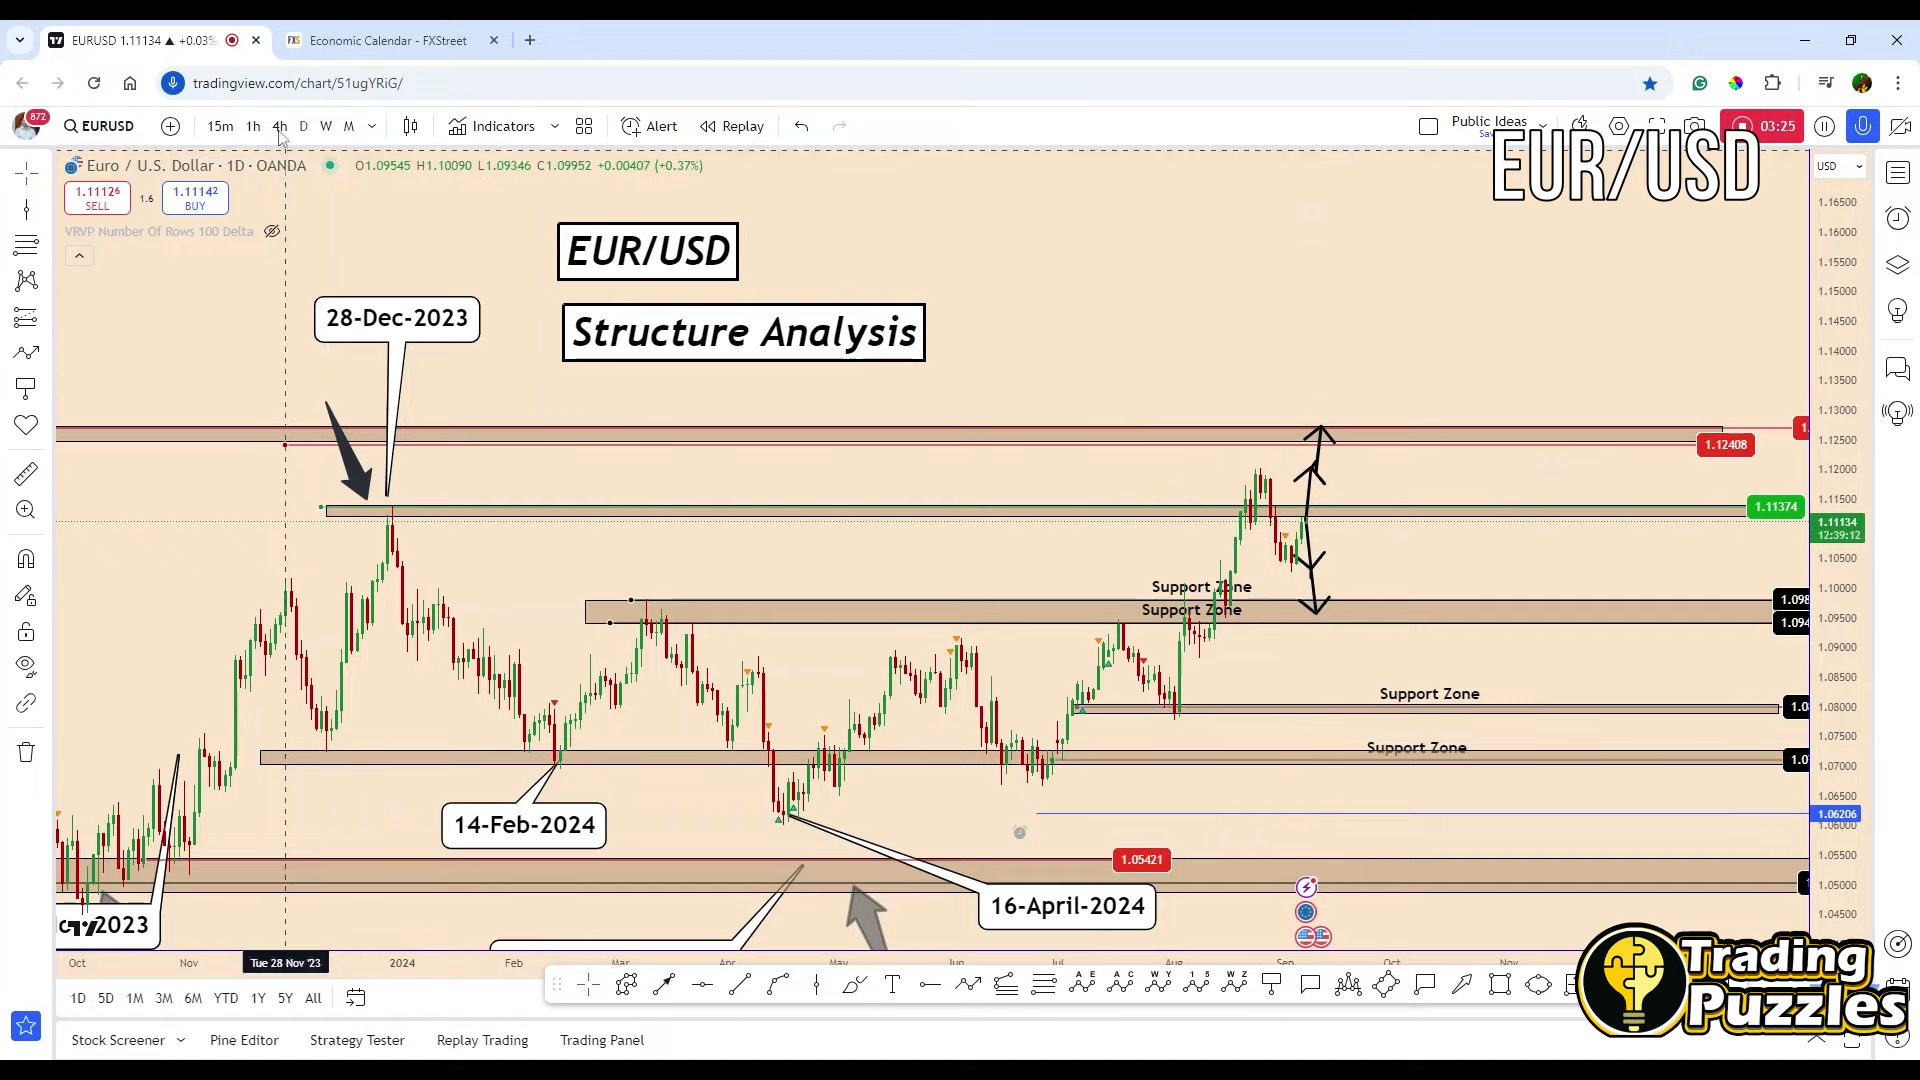 EURUSD 1.11134 ▲ +0.03%
Economic Calendar - FXStreet
tradingview.com/chart/51ugYRiG/
872
EURUSD
15m 1h 4h D W M
Indicators
Alert
Replay
Public Ideas
03:25
EUR/USD
Euro / U.S. Dollar · 1D · OANDA
O1.09545 H1.10090 L1.09346 C1.09952 +0.00407 (+0.37%)
USD
1.11126
SELL
1.6
1.11142
BUY
VRVP Number Of Rows 100 Delta
EUR/USD
Structure Analysis
28-Dec-2023
1.16500
1.16000
1.15500
1.15000
1.14500
1.14000
1.13500
1.13000
1.12500
1.12408
1.12000
1.11500
1.11374
1.11134
12:39:12
1.10500
1.10000
Support Zone
1.098
Support Zone
1.094
1.09500
1.09000
1.08500
Support Zone
1.08000
1.07500
Support Zone
1.07000
1.06500
1.06206
1.06000
14-Feb-2024
1.05500
1.05421
1.05000
16-April-2024
1.04500
2023
Oct Nov Tue 28 Nov '23 2024 Feb Mar Apr May Jun Jul Aug Sep Oct Nov
1D 5D 1M 3M 6M YTD 1Y 5Y All
A E
A C
W Y
1 5
W Z
Trading
Puzzles
Stock Screener
Pine Editor
Strategy Tester
Replay Trading
Trading Panel